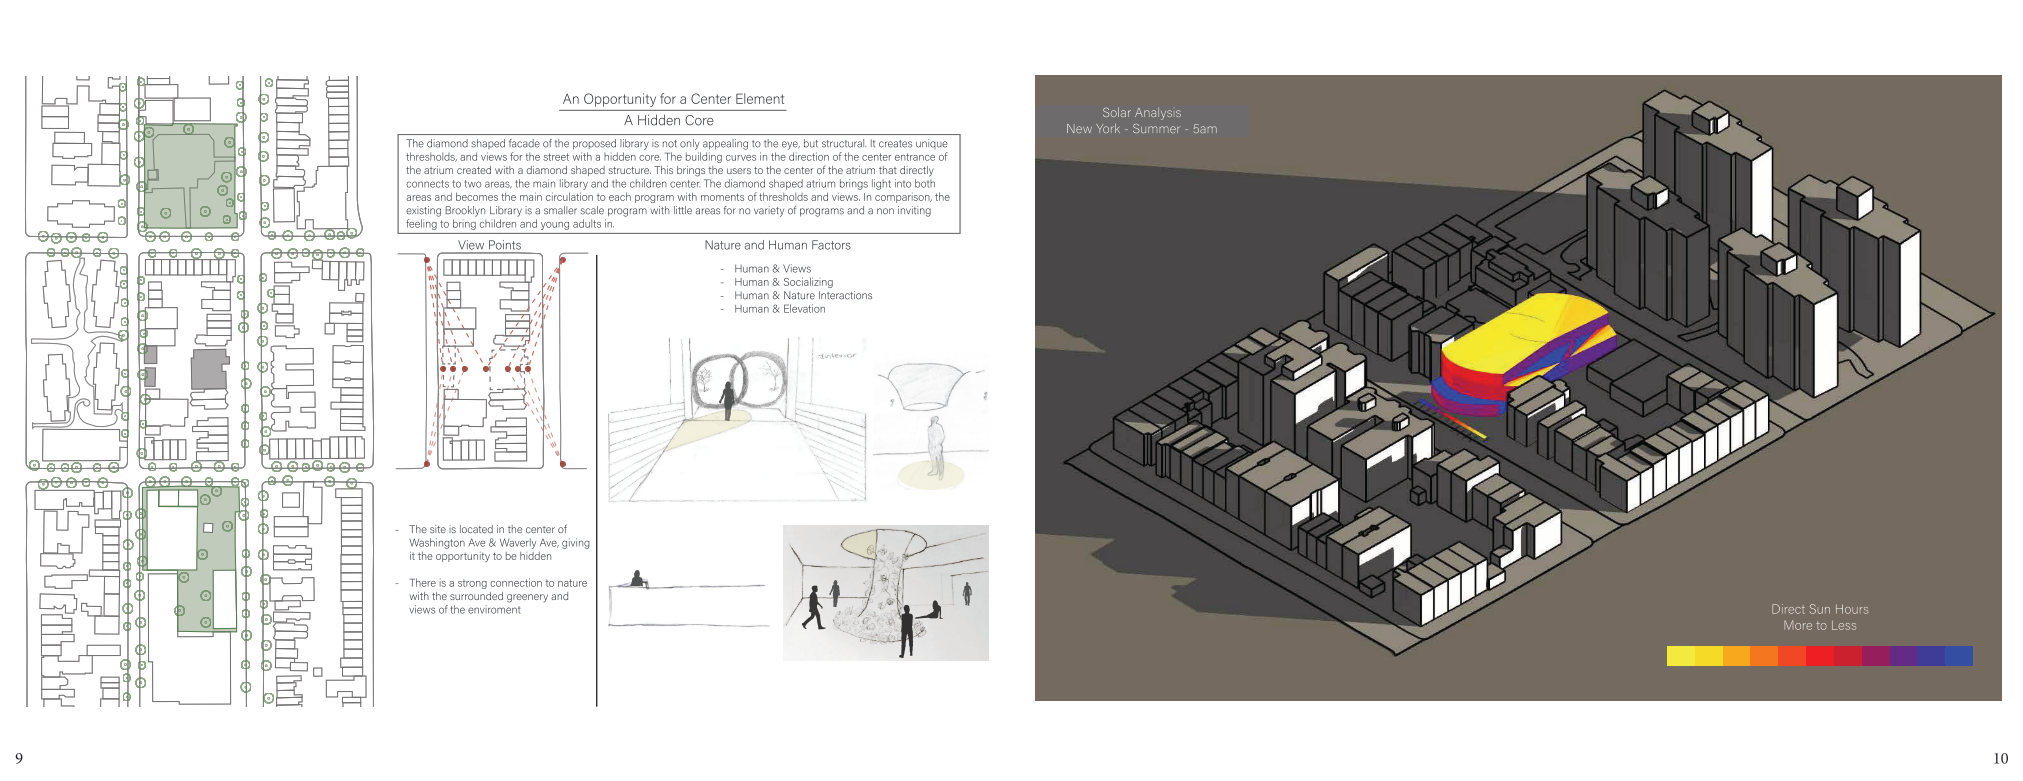 An Opportunity for a Center Element
A Hidden Core
The diamond shaped facade of the proposed library is not only appealing to the eye, but structural. It creates unique
thresholds, and views for the street with a hidden core. The building curves in the direction of the center entrance of
the atrium created with a diamond shaped structure. This brings the users to the center of the atrium that directly
connects to two areas, the main library and the children center. The diamond shaped atrium brings light into both
areas and becomes the main circulation to each program with moments of thresholds and views. In comparison, the
existing Brooklyn Library is a smaller scale program with little areas for no variety of programs and a non inviting
feeling to bring children and young adults in.
View Points
- The site is located in the center of
Washington Ave & Waverly Ave, giving
it the opportunity to be hidden
- There is a strong connection to nature
with the surrounded greenery and
views of the enviroment
Nature and Human Factors
- Human & Views
- Human & Socializing
- Human & Nature Interactions
- Human & Elevation
Interior
9
Solar Analysis
New York - Summer - 5am
Direct Sun Hours
More to Less
10